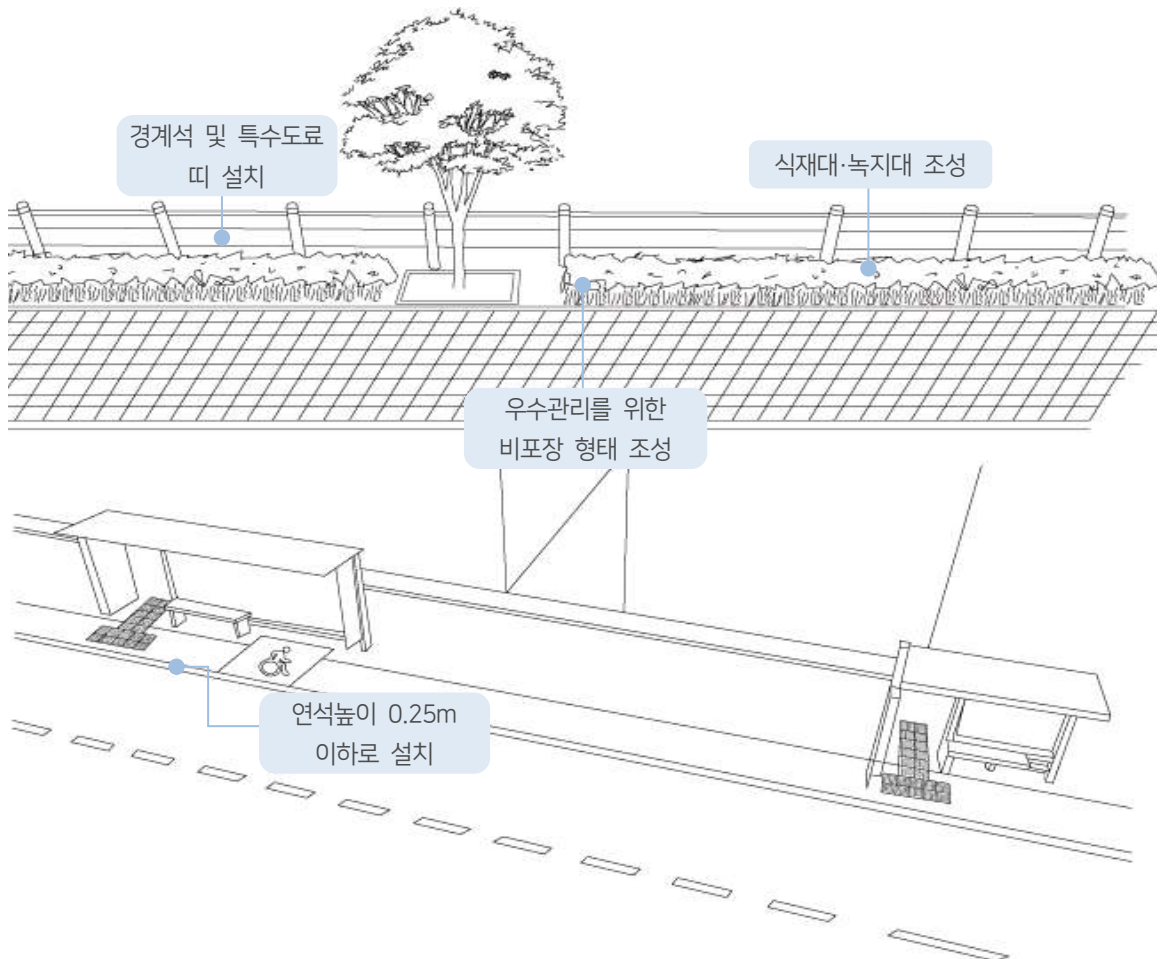 경계석 및 특수도료
띠 설치
식재대·녹지대 조성
우수관리를 위한
비포장 형태 조성
연석높이 0.25m
이하로 설치